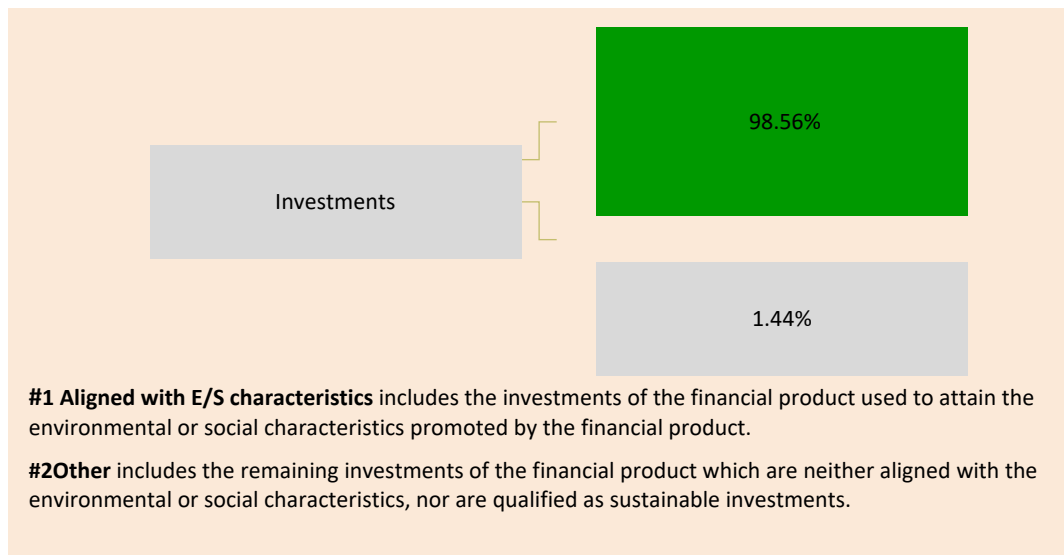 98.56%
Investments
1.44%
#1 Aligned with E/S characteristics includes the investments of the financial product used to attain the
environmental or social characteristics promoted by the financial product.
#2Other includes the remaining investments of the financial product which are neither aligned with the
environmental or social characteristics, nor are qualified as sustainable investments.